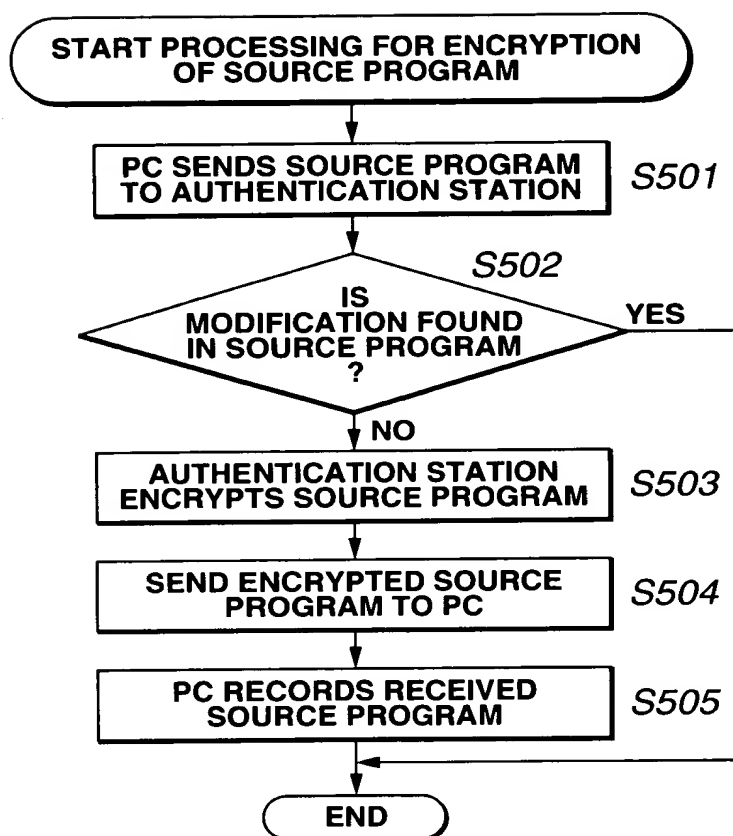 START PROCESSING FOR ENCRYPTION
OF SOURCE PROGRAM
PC SENDS SOURCE PROGRAM
TO AUTHENTICATION STATION
S501
S502
IS
MODIFICATION FOUND
IN SOURCE PROGRAM
?
YES
NO
AUTHENTICATION STATION
ENCRYPTS SOURCE PROGRAM
S503
SEND ENCRYPTED SOURCE
PROGRAM TO PC
S504
PC RECORDS RECEIVED
SOURCE PROGRAM
S505
END